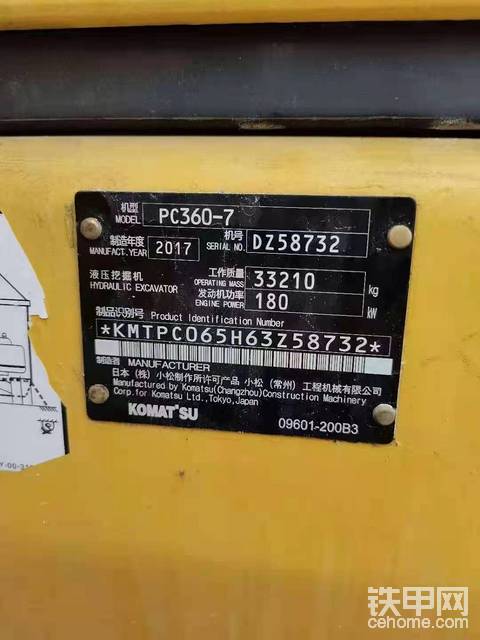 机型 MODEL PC360-7
制造年度 MANUFACT.YEAR 2017 机号 SERIAL NO. DZ58732
液压挖掘机 HYDRAULIC EXCAVATOR 工作质量 OPERATING MASS 33210 kg
发动机功率 ENGINE POWER 180 kW
制品识别号 Product Identification Number
*KMTPC065H63Z58732*
制造者 MANUFACTURER
日本（株）小松制作所许可产品 小松（常州）工程机械有限公司
Manufactured by Komatsu(Changzhou)Construction Machinery
Corp.for Komatsu Ltd.,Tokyo,Japan
KOMATSU 09601-200B3
铁甲网
cehome.com